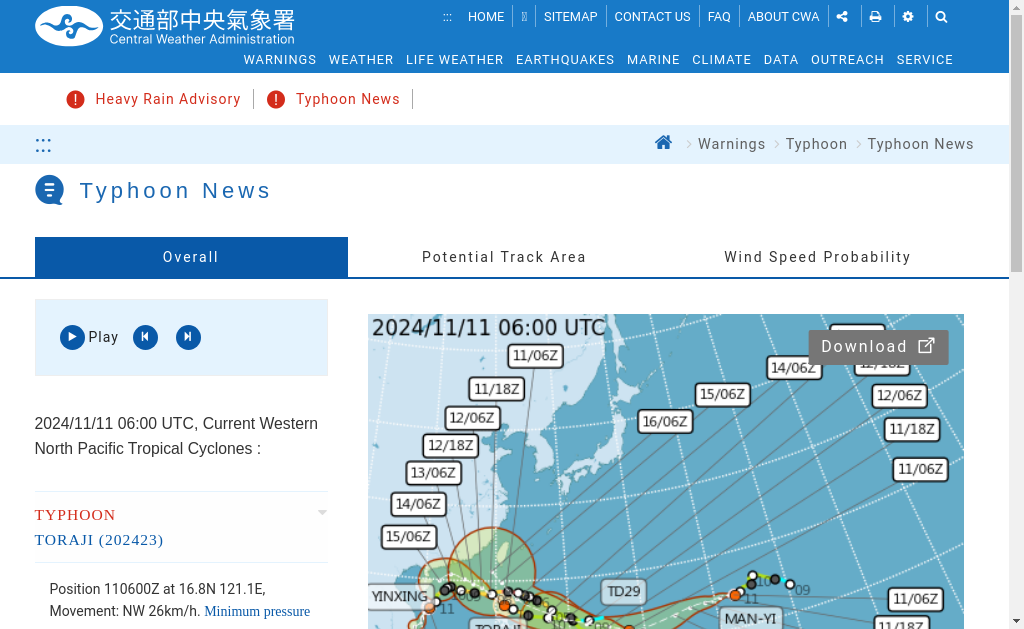 交通部中央氣象署
Central Weather Administration
::: HOME SITEMAP CONTACT US FAQ ABOUT CWA
WARNINGS WEATHER LIFE WEATHER EARTHQUAKES MARINE CLIMATE DATA OUTREACH SERVICE
Heavy Rain Advisory Typhoon News
::: Warnings Typhoon Typhoon News
Typhoon News
Overall Potential Track Area Wind Speed Probability
Play
2024/11/11 06:00 UTC, Current Western
North Pacific Tropical Cyclones :
TYPHOON
TORAJI (202423)
Position 110600Z at 16.8N 121.1E,
Movement: NW 26km/h. Minimum pressure
2024/11/11 06:00 UTC
Download
11/06Z
14/06Z
11/18Z
15/06Z
12/06Z
12/06Z
16/06Z
11/18Z
12/18Z
13/06Z
11/06Z
14/06Z
15/06Z
10
09
TD29
YINXING
11/06Z
11
11
MAN-YI
10
TORAJI
11/18Z